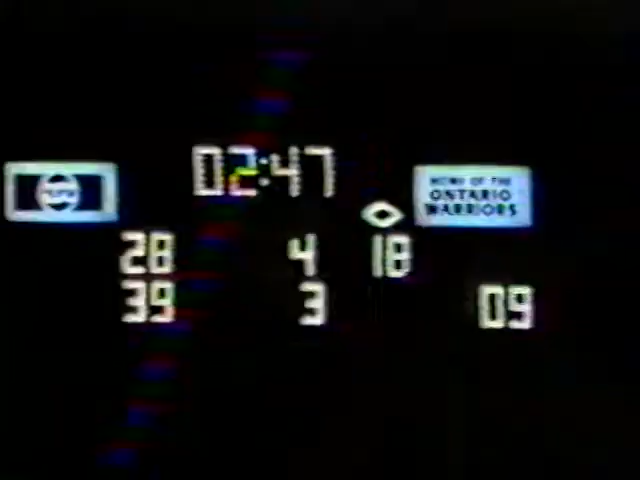 02:47
HOME OF THE
ONTARIO
WARRIORS
28 4 18
39 3 09